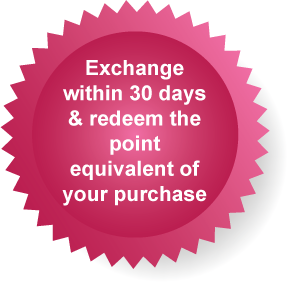 Exchange
within 30 days
& redeem the
point
equivalent of
your purchase